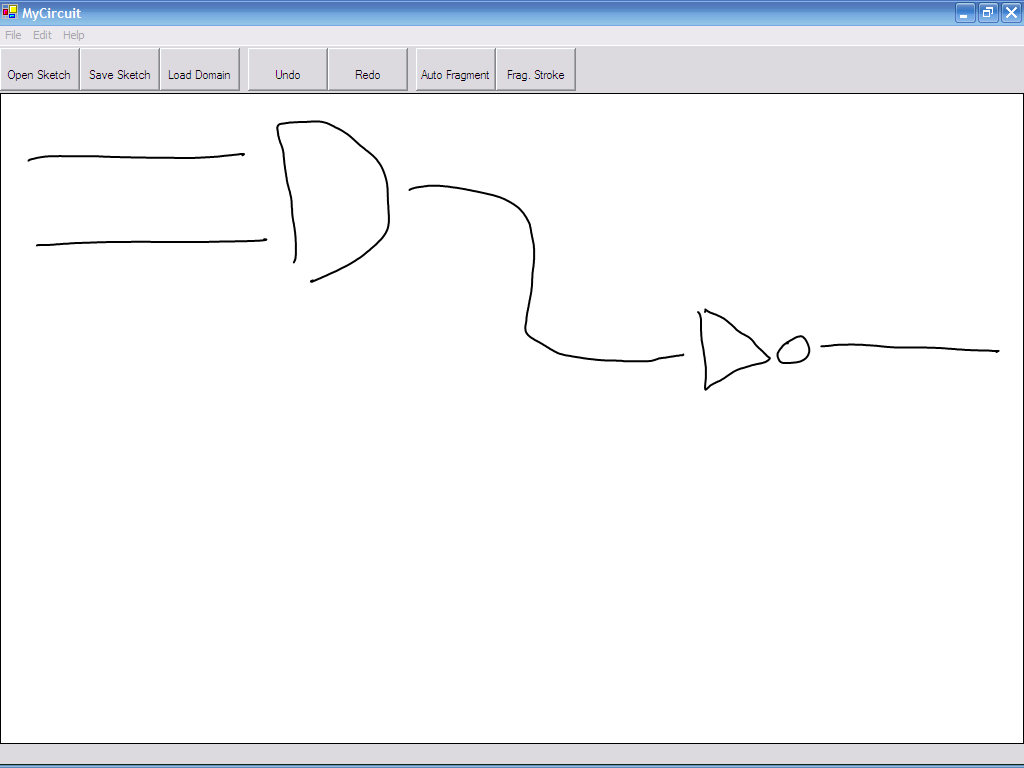 MyCircuit
File Edit Help
Open Sketch Save Sketch Load Domain Undo Redo Auto Fragment Frag. Stroke